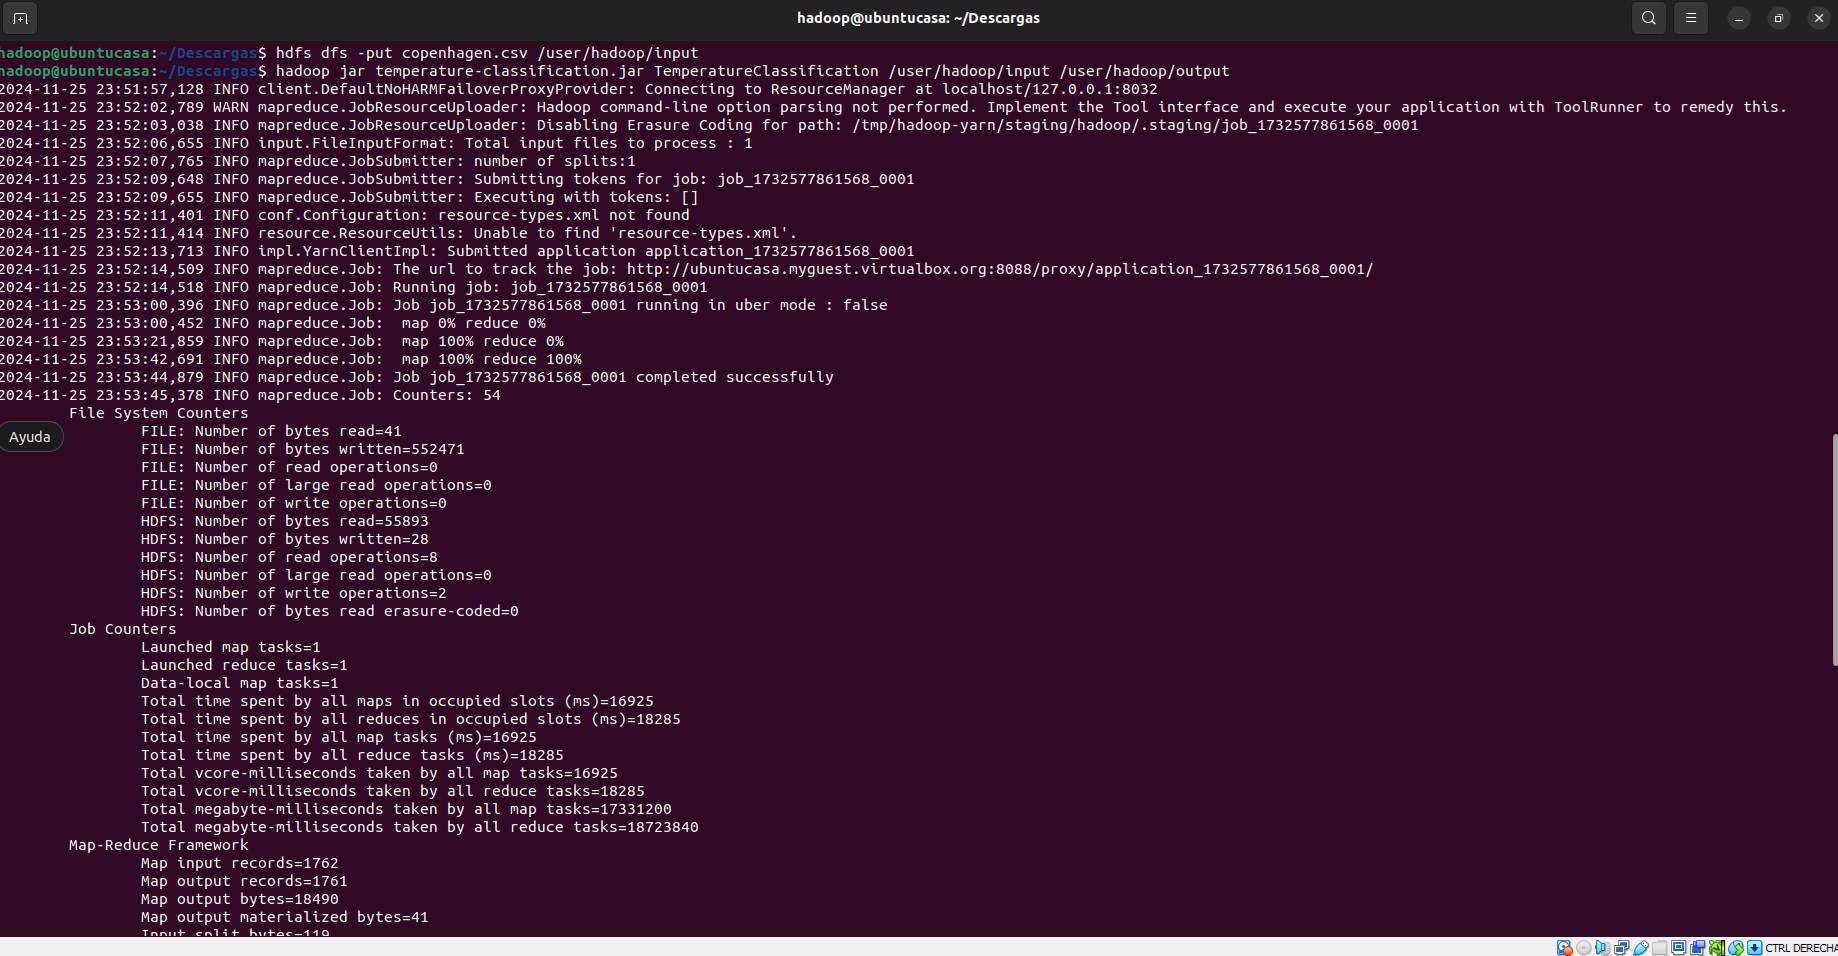 hadoop@ubuntucasa: ~/Descargas
hadoop@ubuntucasa:~/Descargas$ hdfs dfs -put copenhagen.csv /user/hadoop/input
hadoop@ubuntucasa:~/Descargas$ hadoop jar temperature-classification.jar TemperatureClassification /user/hadoop/input /user/hadoop/output
2024-11-25 23:51:57,128 INFO client.DefaultNoHARMFailoverProxyProvider: Connecting to ResourceManager at localhost/127.0.0.1:8032
2024-11-25 23:52:02,789 WARN mapreduce.JobResourceUploader: Hadoop command-line option parsing not performed. Implement the Tool interface and execute your application with ToolRunner to remedy this.
2024-11-25 23:52:03,038 INFO mapreduce.JobResourceUploader: Disabling Erasure Coding for path: /tmp/hadoop-yarn/staging/hadoop/.staging/job_1732577861568_0001
2024-11-25 23:52:06,655 INFO input.FileInputFormat: Total input files to process : 1
2024-11-25 23:52:07,765 INFO mapreduce.JobSubmitter: number of splits:1
2024-11-25 23:52:09,648 INFO mapreduce.JobSubmitter: Submitting tokens for job: job_1732577861568_0001
2024-11-25 23:52:09,655 INFO mapreduce.JobSubmitter: Executing with tokens: []
2024-11-25 23:52:11,401 INFO conf.Configuration: resource-types.xml not found
2024-11-25 23:52:11,414 INFO resource.ResourceUtils: Unable to find 'resource-types.xml'.
2024-11-25 23:52:13,713 INFO impl.YarnClientImpl: Submitted application application_1732577861568_0001
2024-11-25 23:52:14,509 INFO mapreduce.Job: The url to track the job: http://ubuntucasa.myguest.virtualbox.org:8088/proxy/application_1732577861568_0001/
2024-11-25 23:52:14,518 INFO mapreduce.Job: Running job: job_1732577861568_0001
2024-11-25 23:53:00,396 INFO mapreduce.Job: Job job_1732577861568_0001 running in uber mode : false
2024-11-25 23:53:00,452 INFO mapreduce.Job:  map 0% reduce 0%
2024-11-25 23:53:21,859 INFO mapreduce.Job:  map 100% reduce 0%
2024-11-25 23:53:42,691 INFO mapreduce.Job:  map 100% reduce 100%
2024-11-25 23:53:44,879 INFO mapreduce.Job: Job job_1732577861568_0001 completed successfully
2024-11-25 23:53:45,378 INFO mapreduce.Job: Counters: 54
File System Counters
FILE: Number of bytes read=41
Ayuda
FILE: Number of bytes written=552471
FILE: Number of read operations=0
FILE: Number of large read operations=0
FILE: Number of write operations=0
HDFS: Number of bytes read=55893
HDFS: Number of bytes written=28
HDFS: Number of read operations=8
HDFS: Number of large read operations=0
HDFS: Number of write operations=2
HDFS: Number of bytes read erasure-coded=0
Job Counters
Launched map tasks=1
Launched reduce tasks=1
Data-local map tasks=1
Total time spent by all maps in occupied slots (ms)=16925
Total time spent by all reduces in occupied slots (ms)=18285
Total time spent by all map tasks (ms)=16925
Total time spent by all reduce tasks (ms)=18285
Total vcore-milliseconds taken by all map tasks=16925
Total vcore-milliseconds taken by all reduce tasks=18285
Total megabyte-milliseconds taken by all map tasks=17331200
Total megabyte-milliseconds taken by all reduce tasks=18723840
Map-Reduce Framework
Map input records=1762
Map output records=1761
Map output bytes=18490
Map output materialized bytes=41
Input split bytes=119
CTRL DERECHA